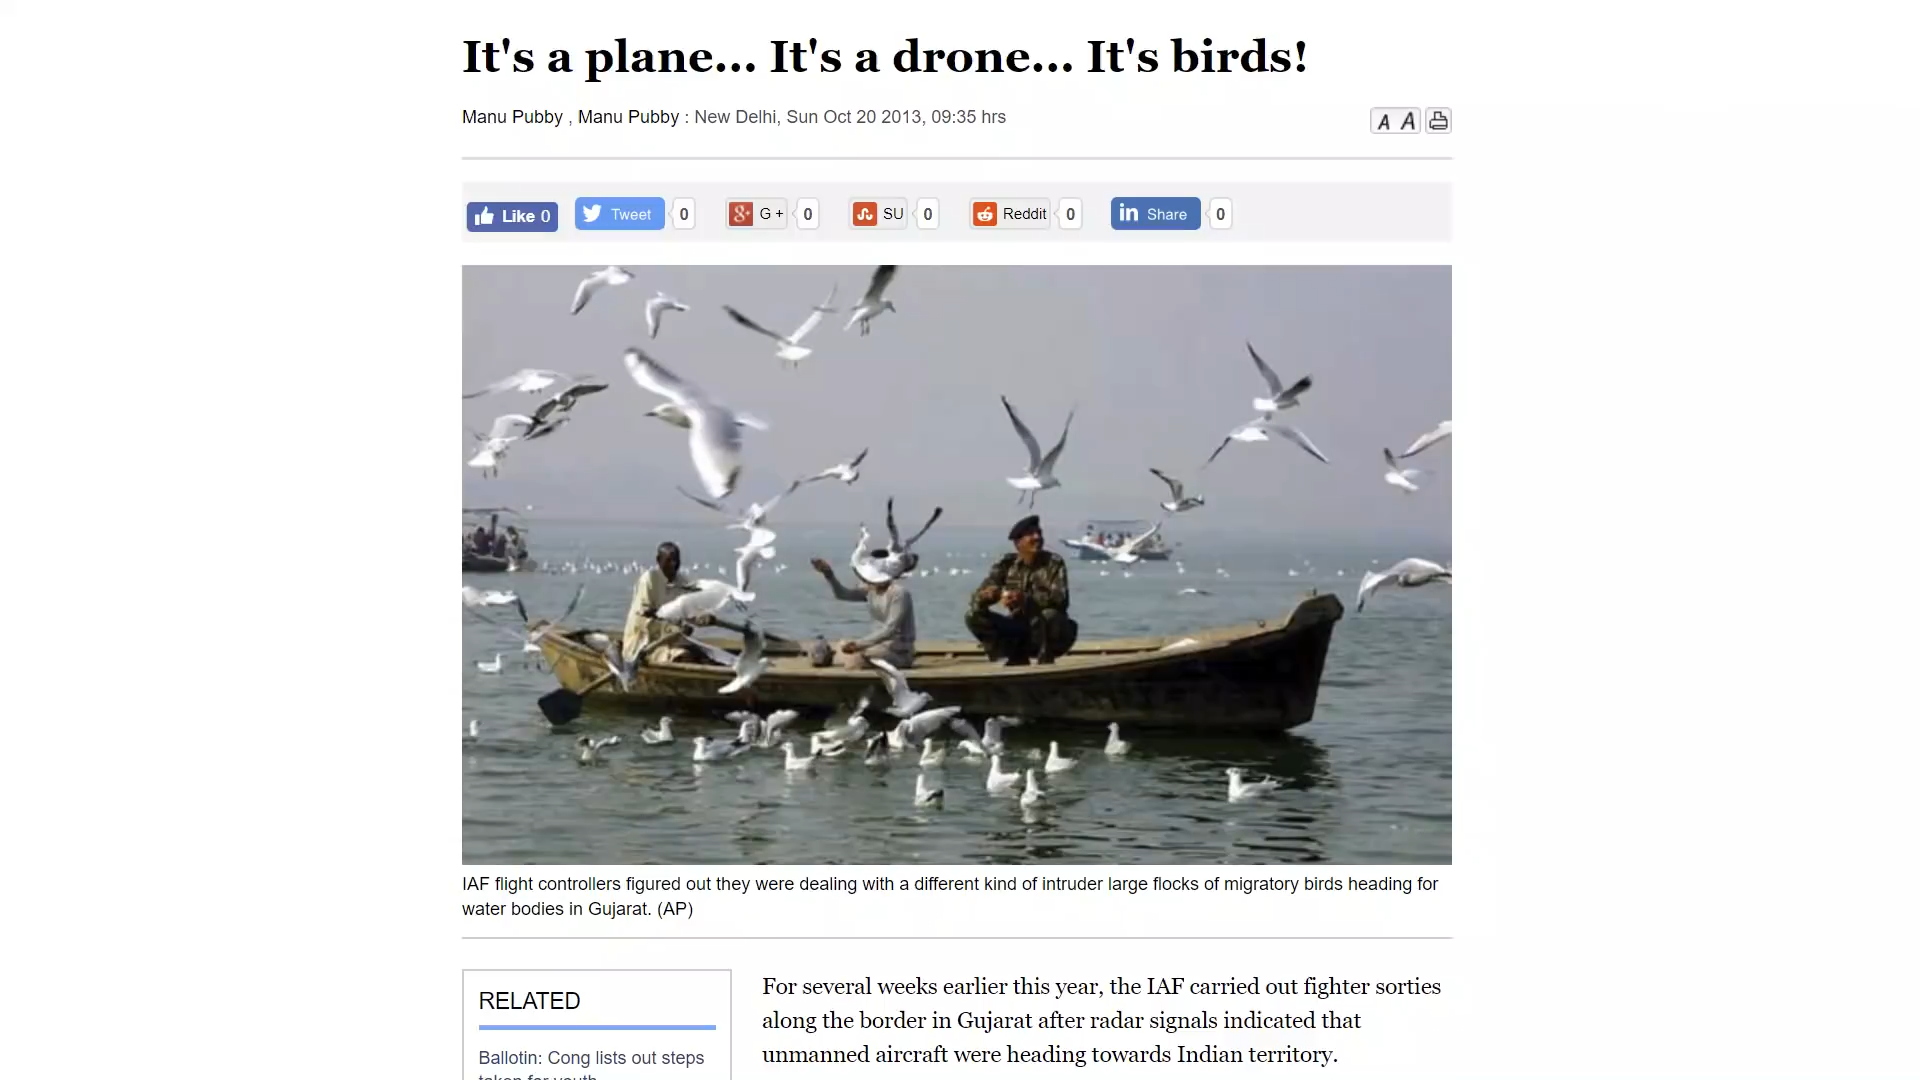 It's a plane... It's a drone... It's birds!
Manu Pubby , Manu Pubby : New Delhi, Sun Oct 20 2013, 09:35 hrs
A A
Like 0
Tweet 0
G + 0
SU 0
Reddit 0
in Share 0
IAF flight controllers figured out they were dealing with a different kind of intruder large flocks of migratory birds heading for
water bodies in Gujarat. (AP)
RELATED
Ballotin: Cong lists out steps
taken for youth
For several weeks earlier this year, the IAF carried out fighter sorties
along the border in Gujarat after radar signals indicated that
unmanned aircraft were heading towards Indian territory.